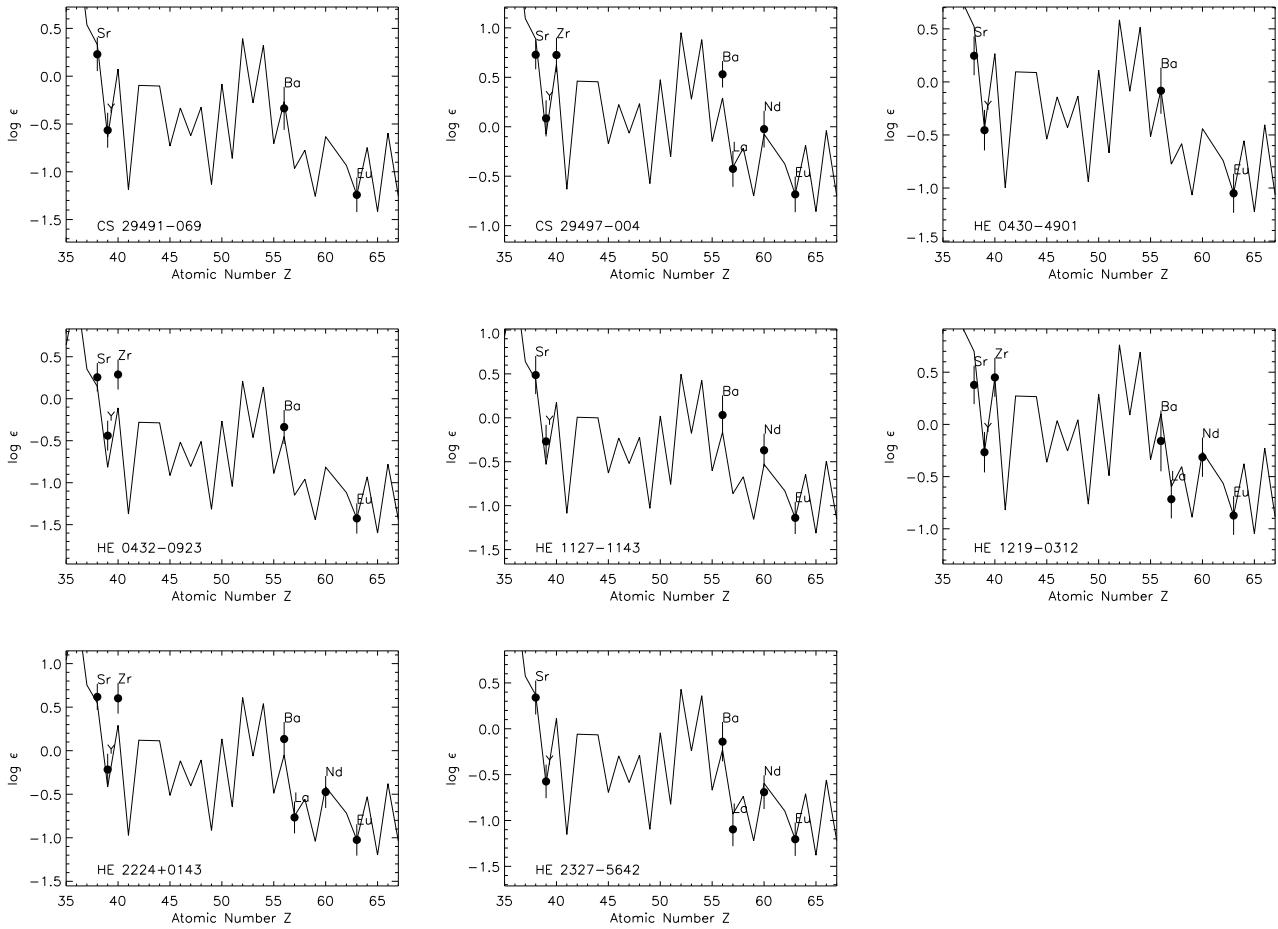 0.5
0.0
−0.5
−1.0
−1.5
log ε
Sr
Y
Ba
Eu
CS 29491−069
35 40 45 50 55 60 65
Atomic Number Z
1.0
0.5
0.0
−0.5
−1.0
log ε
Sr
Zr
Y
Ba
La
Nd
Eu
CS 29497−004
35 40 45 50 55 60 65
Atomic Number Z
0.5
0.0
−0.5
−1.0
−1.5
log ε
Sr
Y
Ba
Eu
HE 0430−4901
35 40 45 50 55 60 65
Atomic Number Z
0.5
0.0
−0.5
−1.0
−1.5
log ε
Sr
Zr
Y
Ba
Eu
HE 0432−0923
35 40 45 50 55 60 65
Atomic Number Z
1.0
0.5
0.0
−0.5
−1.0
−1.5
log ε
Sr
Y
Ba
Nd
Eu
HE 1127−1143
35 40 45 50 55 60 65
Atomic Number Z
0.5
0.0
−0.5
−1.0
log ε
Sr
Zr
Y
Ba
La
Nd
Eu
HE 1219−0312
35 40 45 50 55 60 65
Atomic Number Z
1.0
0.5
0.0
−0.5
−1.0
−1.5
log ε
Sr
Zr
Y
Ba
La
Nd
Eu
HE 2224+0143
35 40 45 50 55 60 65
Atomic Number Z
0.5
0.0
−0.5
−1.0
−1.5
log ε
Sr
Y
Ba
La
Nd
Eu
HE 2327−5642
35 40 45 50 55 60 65
Atomic Number Z